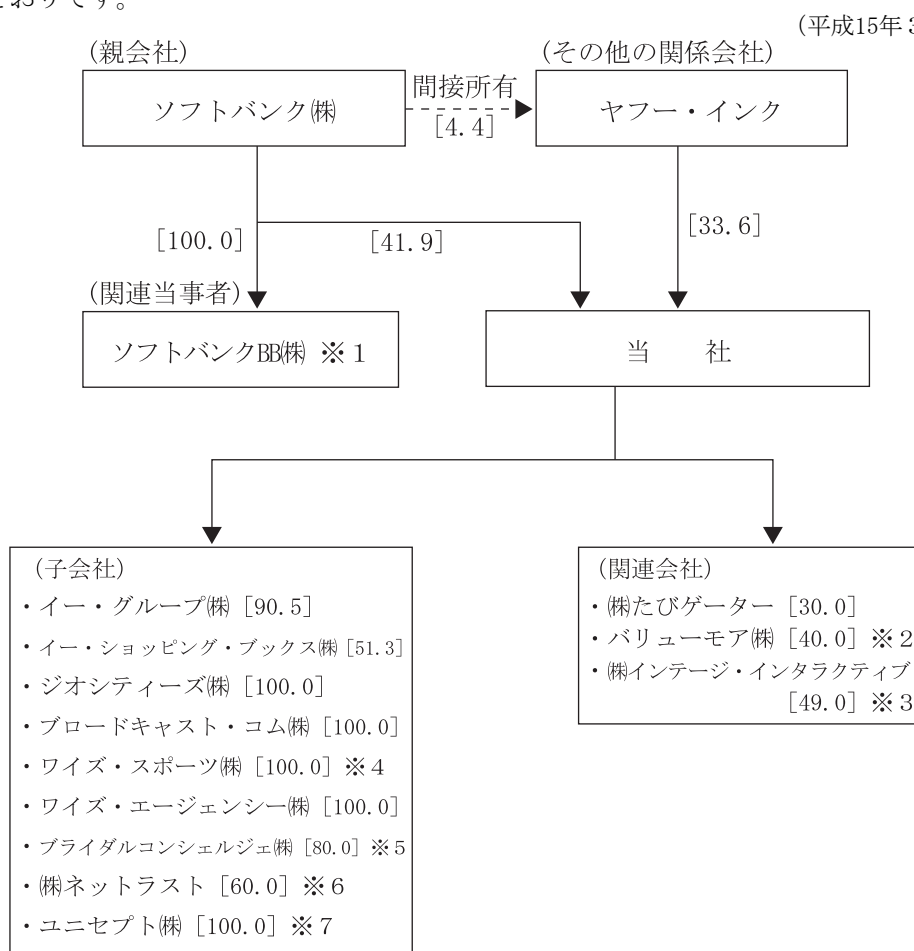 とおりです。
(平成15年3
(親会社)
(その他の関係会社)
ソフトバンク㈱
間接所有
[4.4]
ヤフー・インク
[100.0]
[41.9]
[33.6]
(関連当事者)
ソフトバンクBB㈱ ※1
当 社
(子会社)
・イー・グループ㈱ [90.5]
・イー・ショッピング・ブックス㈱ [51.3]
・ジオシティーズ㈱ [100.0]
・ブロードキャスト・コム㈱ [100.0]
・ワイズ・スポーツ㈱ [100.0] ※4
・ワイズ・エージェンシー㈱ [100.0]
・ブライダルコンシェルジェ㈱ [80.0] ※5
・㈱ネットラスト [60.0] ※6
・ユニセプト㈱ [100.0] ※7
(関連会社)
・㈱たびゲーター [30.0]
・バリューモア㈱ [40.0] ※2
・㈱インテージ・インタラクティブ
[49.0] ※3